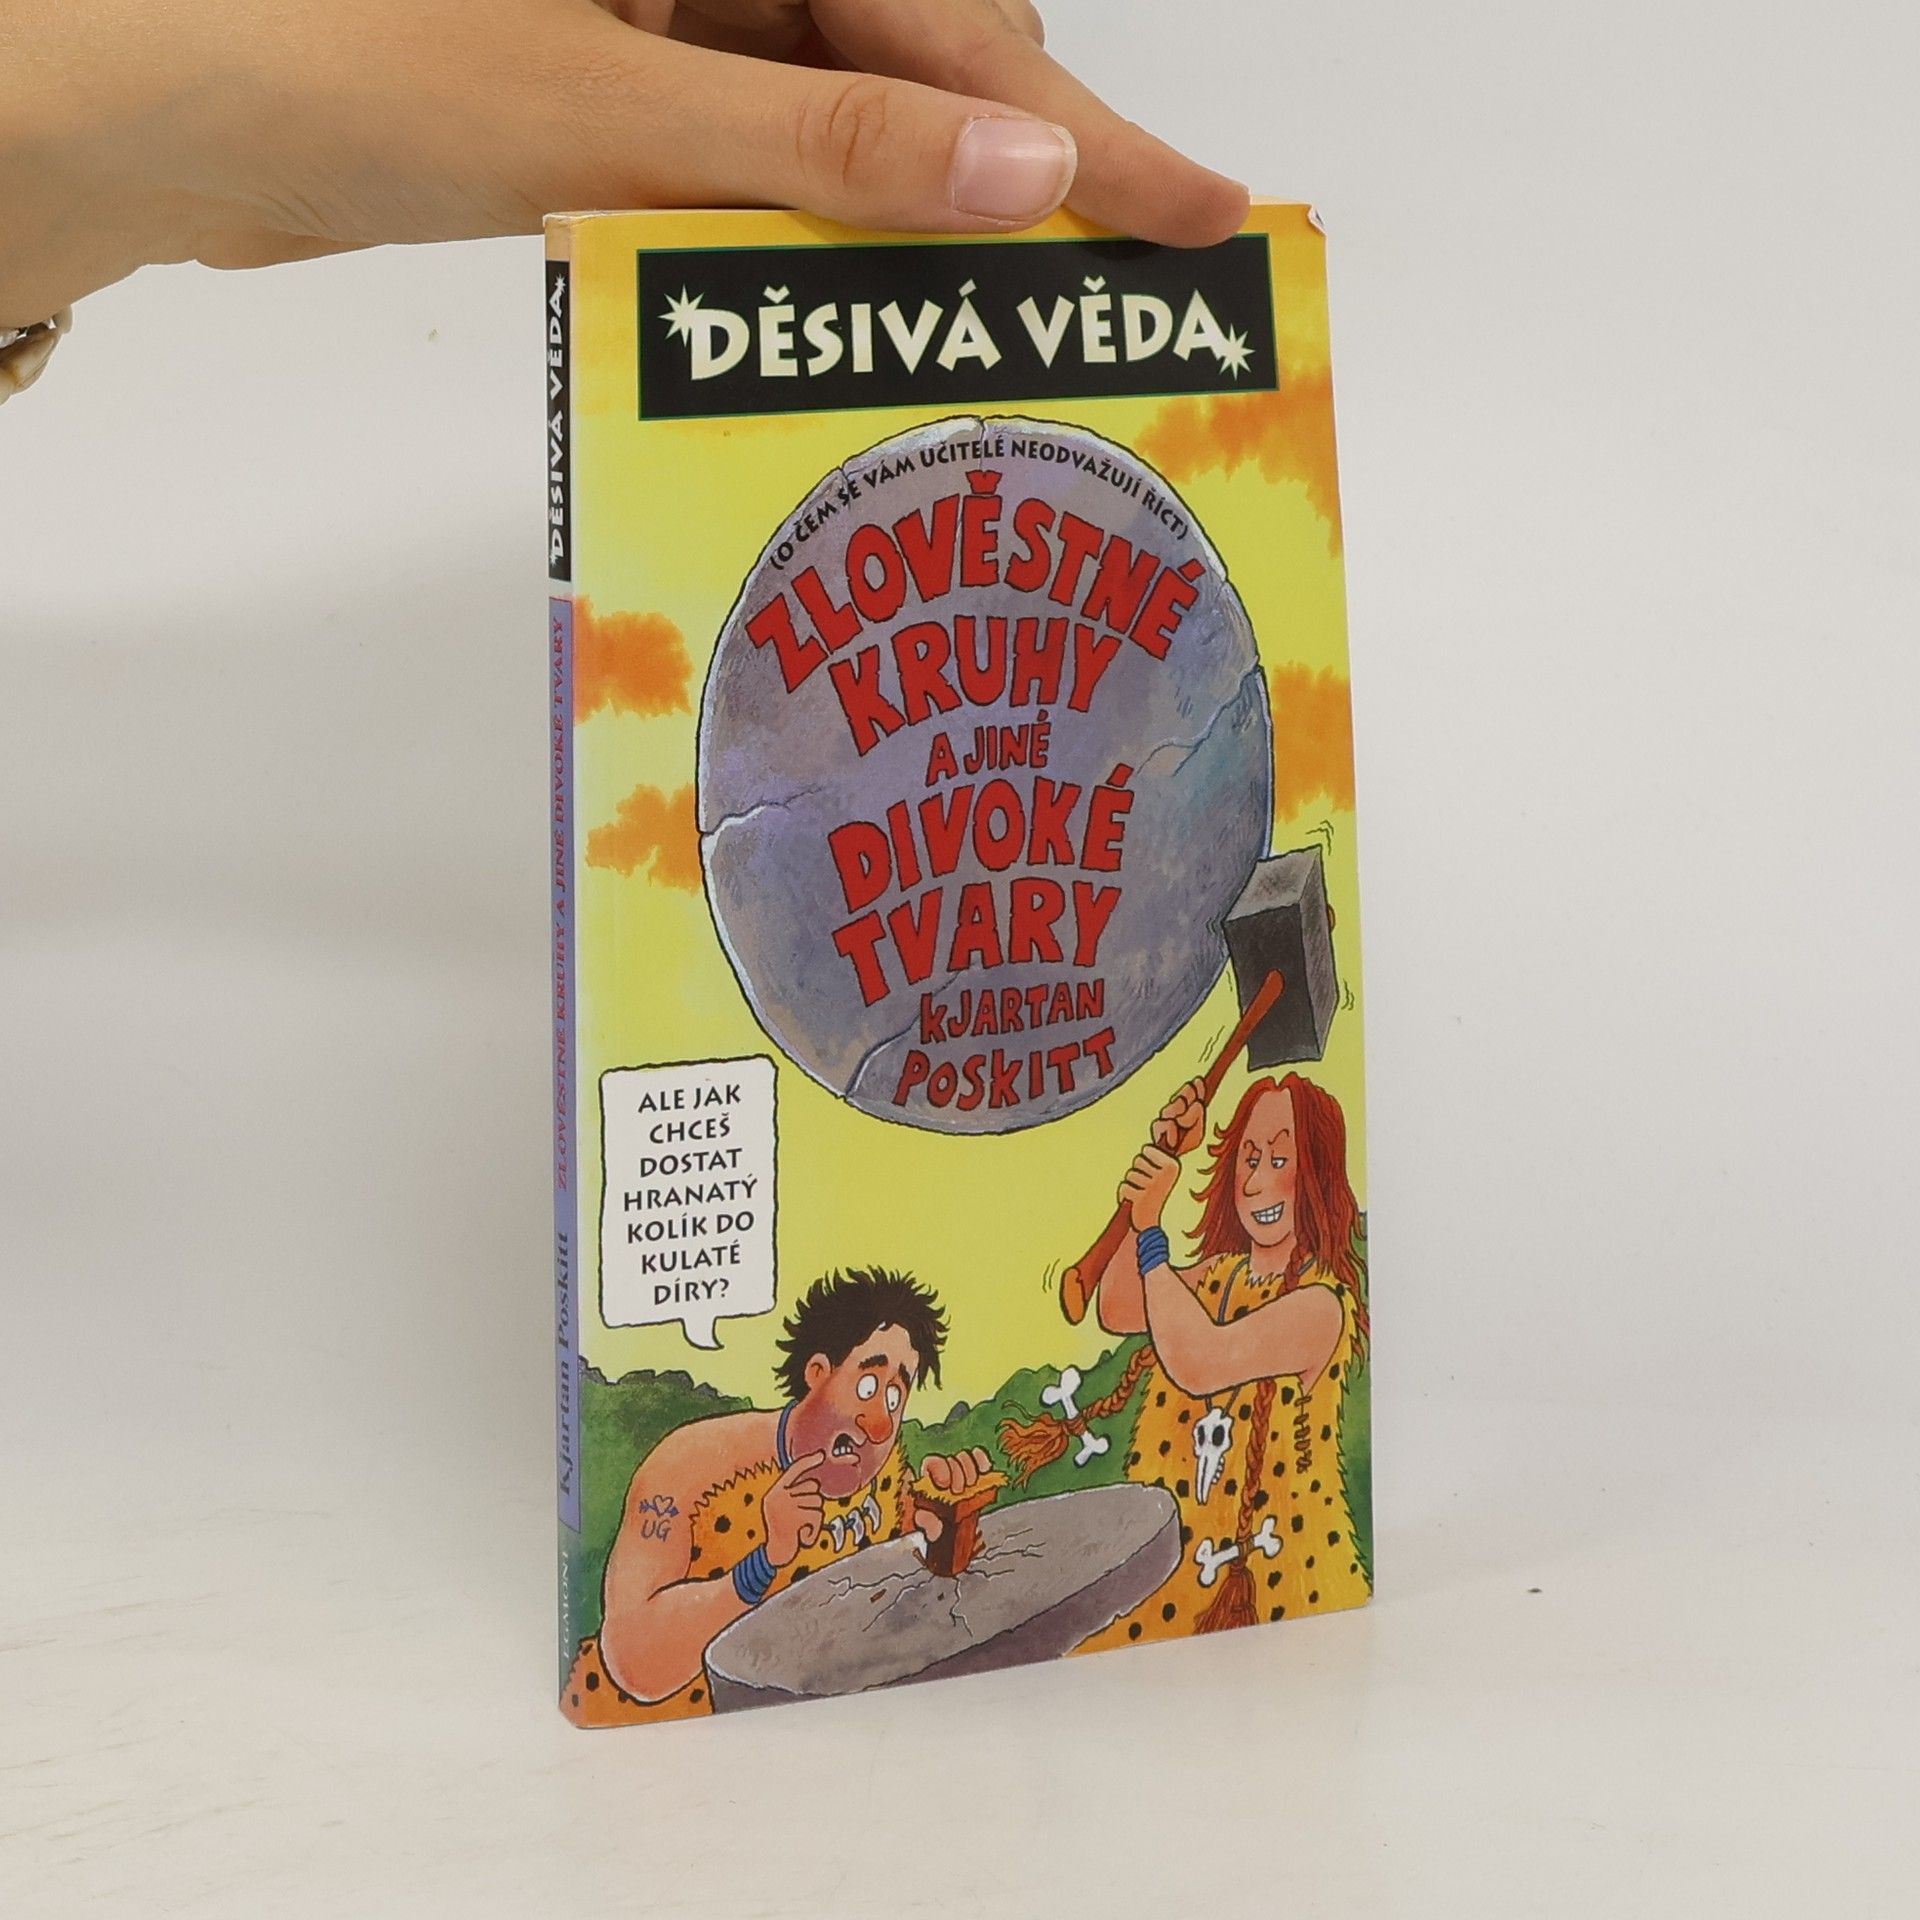 DĚSIVÁ VĚDA
(O ČEM SE VÁM UČITELÉ NEODVAŽUJÍ ŘÍCT)
ZLOVĚSTNÉ
KRUHY
A JINÉ
DIVOKÉ
TVARY
KJARTAN
POSKITT
ALE JAK
CHCEŠ
DOSTAT
HRANATÝ
KOLÍK DO
KULATÉ
DÍRY?
UG
DĚSIVÁ VĚDA
ZLOVĚSTNÉ KRUHY A JINÉ DIVOKÉ TVARY
Kjartan Poskitt
EGMONT